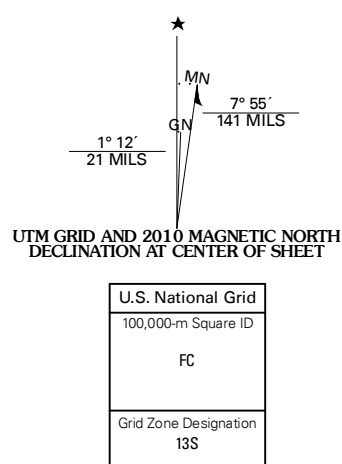 ★
MN
GN
7° 55´
141 MILS
1° 12´
21 MILS
UTM GRID AND 2010 MAGNETIC NORTH
DECLINATION AT CENTER OF SHEET
U.S. National Grid
100,000-m Square ID
FC
Grid Zone Designation
13S